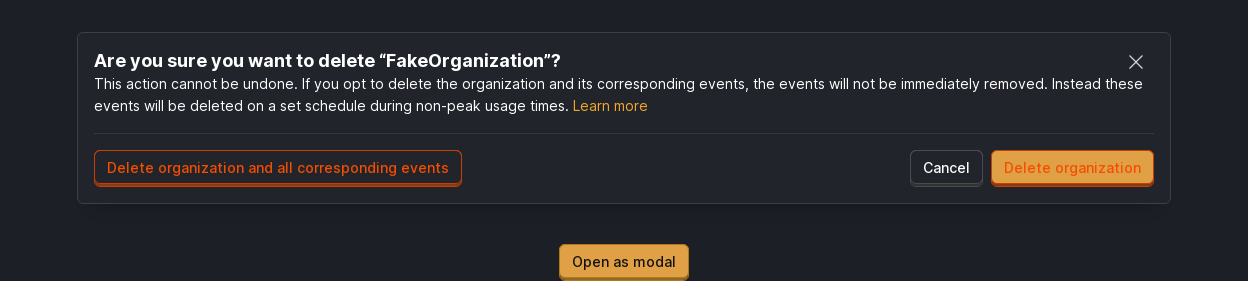 Are you sure you want to delete “FakeOrganization”?
This action cannot be undone. If you opt to delete the organization and its corresponding events, the events will not be immediately removed. Instead these
events will be deleted on a set schedule during non-peak usage times. Learn more
Delete organization and all corresponding events
Cancel
Delete organization
Open as modal